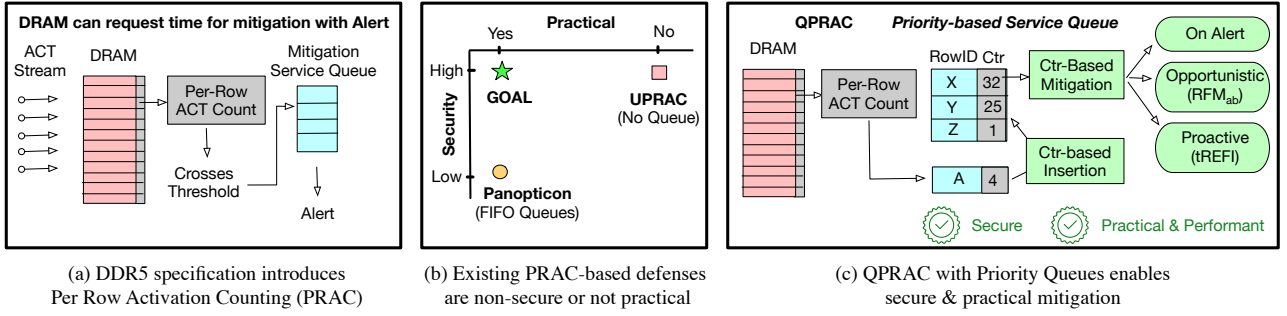 DRAM can request time for mitigation with Alert
ACT
Stream
DRAM
Mitigation
Service Queue
Per-Row
ACT Count
Crosses
Threshold
Alert
(a) DDR5 specification introduces
Per Row Activation Counting (PRAC)
Practical
Yes
No
Security
High
Low
GOAL
UPRAC
(No Queue)
Panopticon
(FIFO Queues)
(b) Existing PRAC-based defenses
are non-secure or not practical
QPRAC
Priority-based Service Queue
DRAM
Per-Row
ACT Count
RowID Ctr
X 32
Y 25
Z 1
A 4
Ctr-Based
Mitigation
Ctr-based
Insertion
On Alert
Opportunistic
(RFMab)
Proactive
(tREFI)
Secure
Practical & Performant
(c) QPRAC with Priority Queues enables
secure & practical mitigation